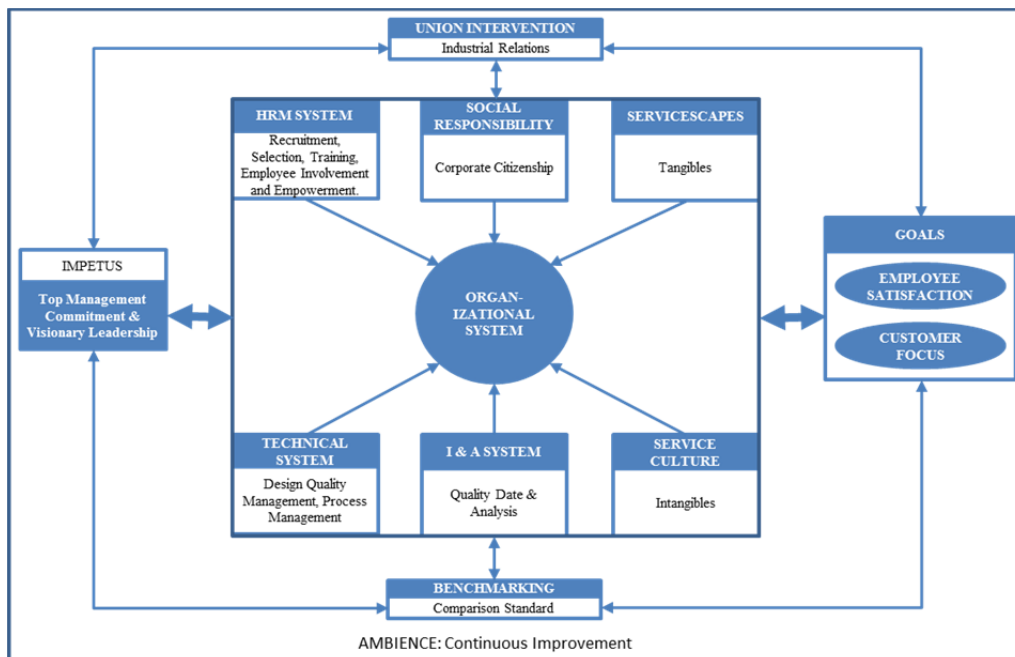 UNION INTERVENTION
Industrial Relations
HRM SYSTEM
Recruitment,
Selection, Training,
Employee Involvement
and Empowerment.
SOCIAL
RESPONSIBILITY
Corporate Citizenship
SERVICESCAPES
Tangibles
IMPETUS
Top Management
Commitment &
Visionary Leadership
ORGAN-
IZATIONAL
SYSTEM
GOALS
EMPLOYEE
SATISFACTION
CUSTOMER
FOCUS
TECHNICAL
SYSTEM
Design Quality
Management, Process
Management
I & A SYSTEM
Quality Date &
Analysis
SERVICE
CULTURE
Intangibles
BENCHMARKING
Comparison Standard
AMBIENCE: Continuous Improvement